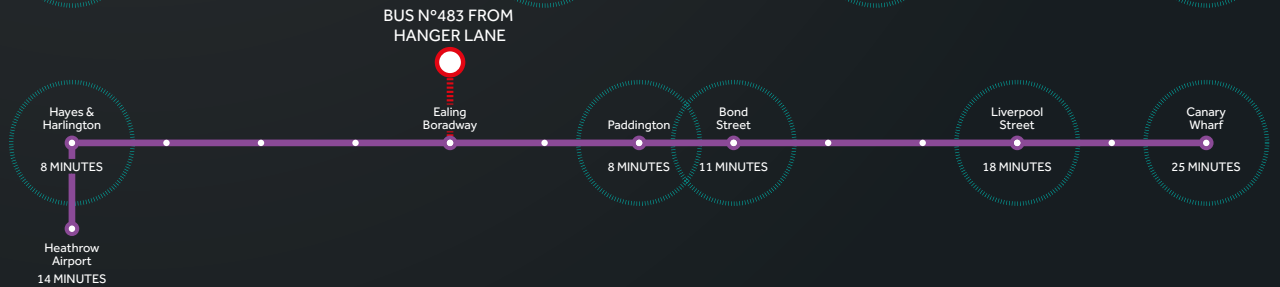 BUS Nº483 FROM
HANGER LANE
Hayes &
Harlington
8 MINUTES
Heathrow
Airport
14 MINUTES
Ealing
Boradway
Paddington
8 MINUTES
Bond
Street
11 MINUTES
Liverpool
Street
18 MINUTES
Canary
Wharf
25 MINUTES